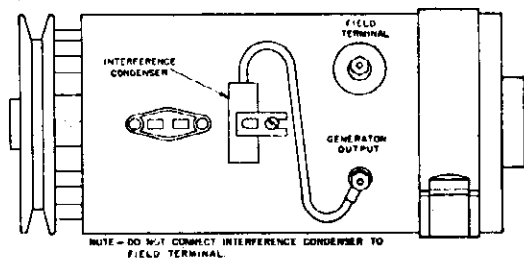 FIELD
TERMINAL
INTERFERENCE
CONDENSER
GENERATOR
OUTPUT
NOTE - DO NOT CONNECT INTERFERENCE CONDENSER TO
FIELD TERMINAL.